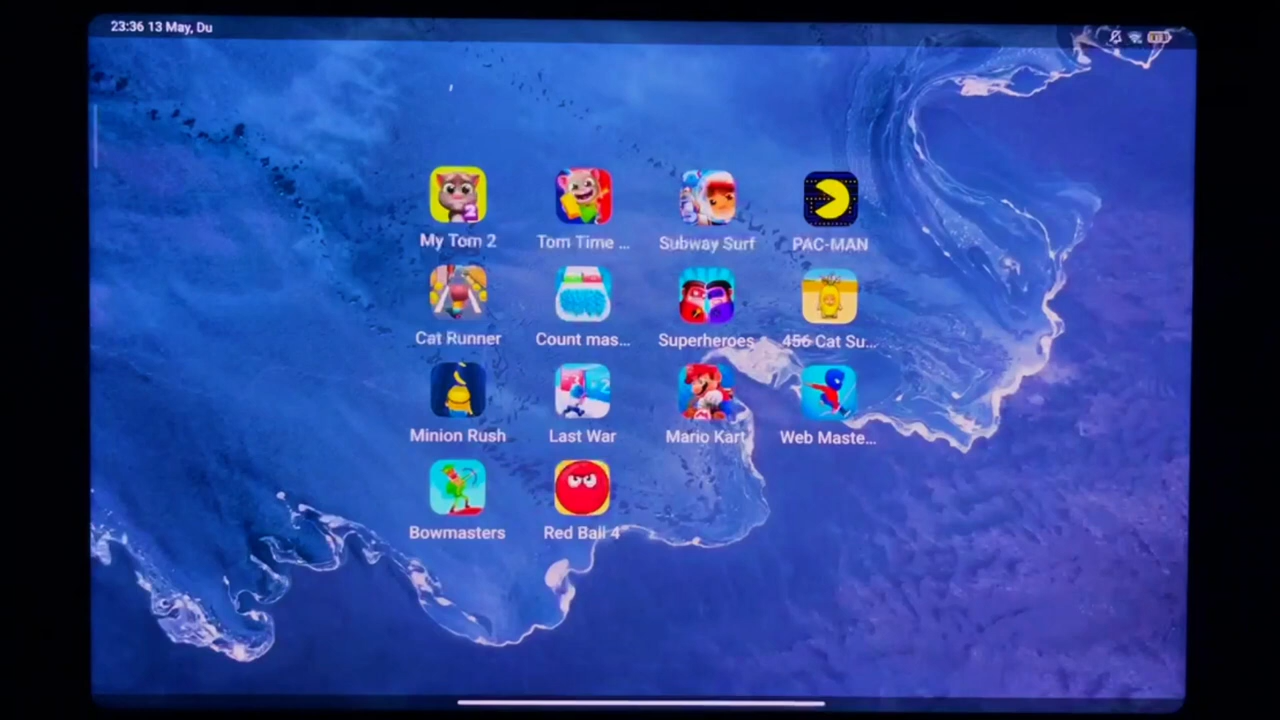 23:36 13 May, Du
My Tom 2
Tom Time ...
Subway Surf
PAC-MAN
Cat Runner
Count mas...
Superheroes
456 Cat Su...
Minion Rush
Last War
Mario Kart
Web Maste...
Bowmasters
Red Ball 4